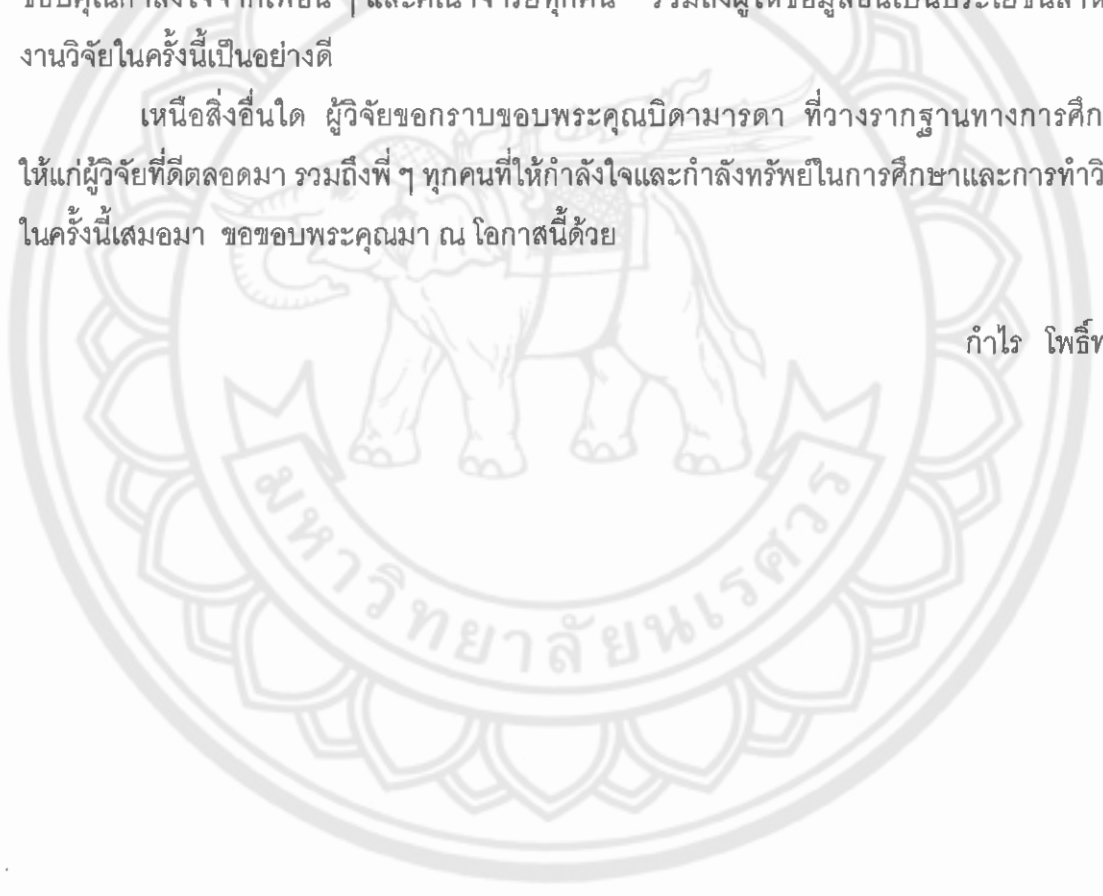 งานวิจัยในครั้งนี้เป็นอย่างดี
เหนือสิ่งอื่นใด ผู้วิจัยขอกราบขอบพระคุณบิดามารดา ที่วางรากฐานทางการศึก
ให้แก่ผู้วิจัยที่ดีตลอดมา รวมถึงพี่ ๆ ทุกคนที่ให้กำลังใจและกำลังทรัพย์ในการศึกษาและการทำวิ
ในครั้งนี้เสมอมา ขอขอบพระคุณมา ณ โอกาสนี้ด้วย
กำไร
มหาวิทยาลัยนเรศวร